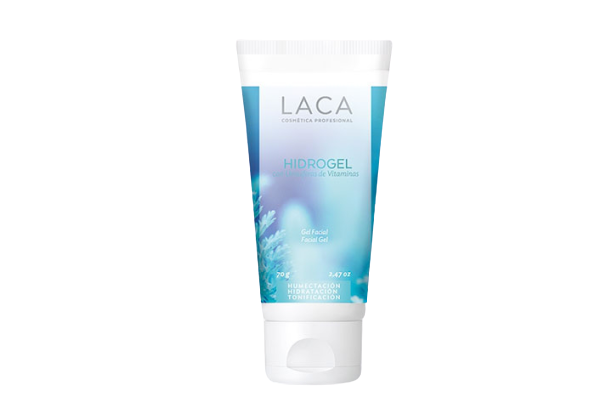 LACA
COSMÉTICA PROFESIONAL
HIDROGEL
de Vitaminas
Gel Facial
Facial Gel
70 g 2.47 oz
HUMECTACIÓN
HIDRATACIÓN
TONIFICACIÓN